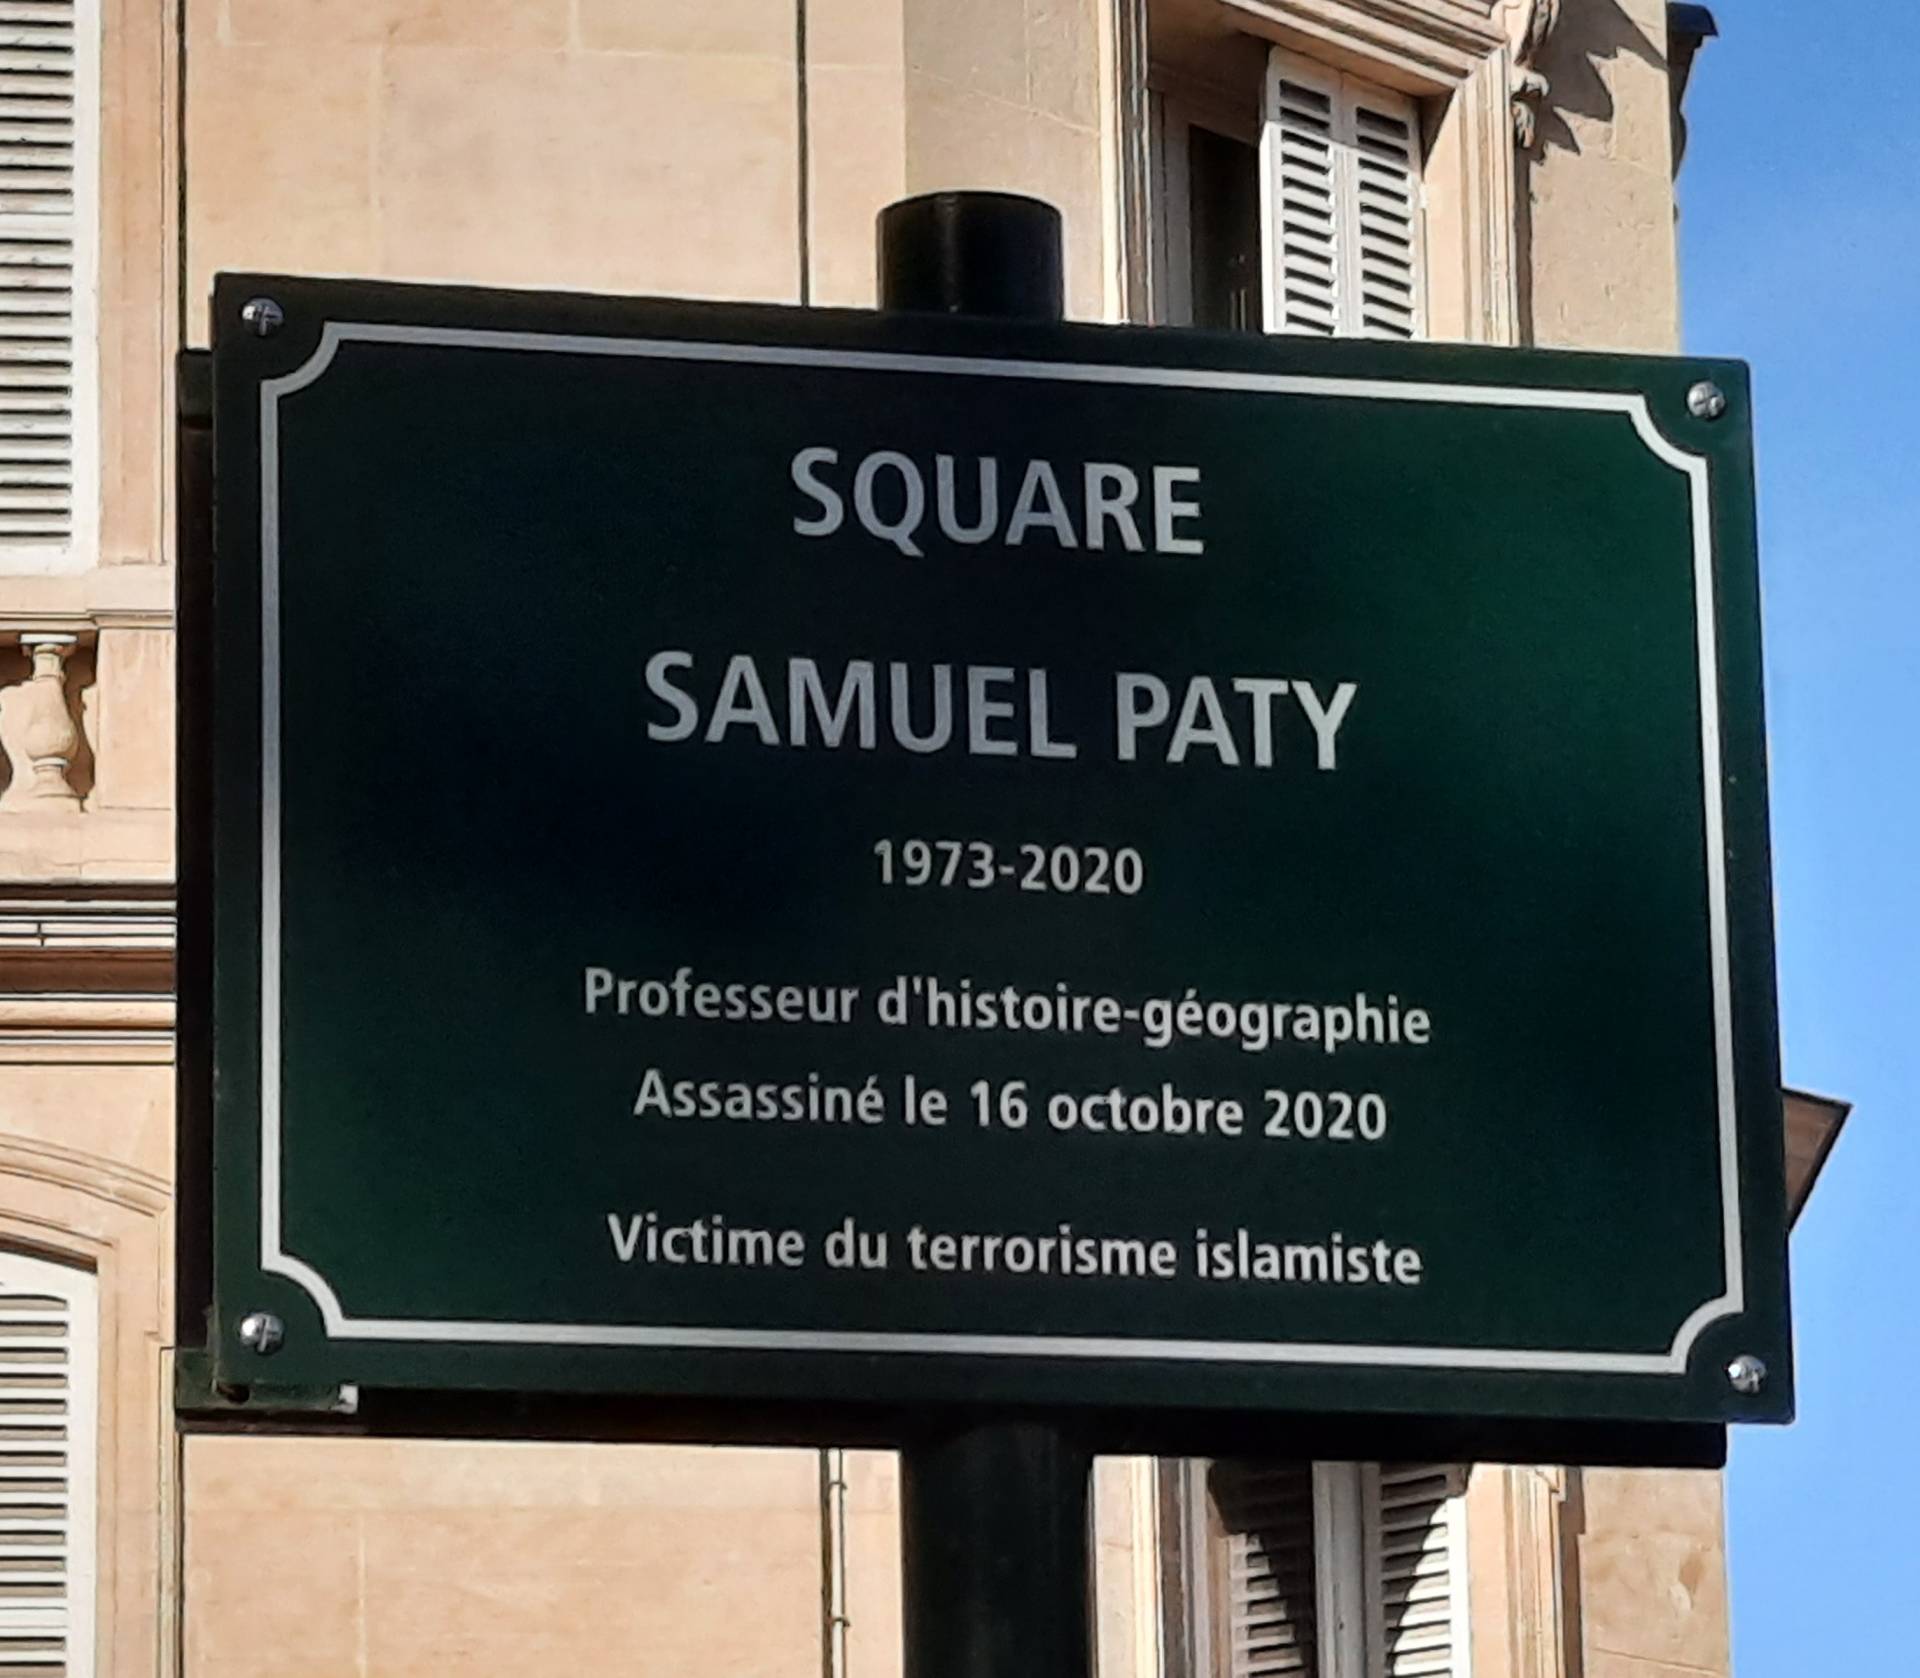 SQUARE
SAMUEL PATY
1973-2020
Professeur d'histoire-géographie
Assassiné le 16 octobre 2020
Victime du terrorisme islamiste